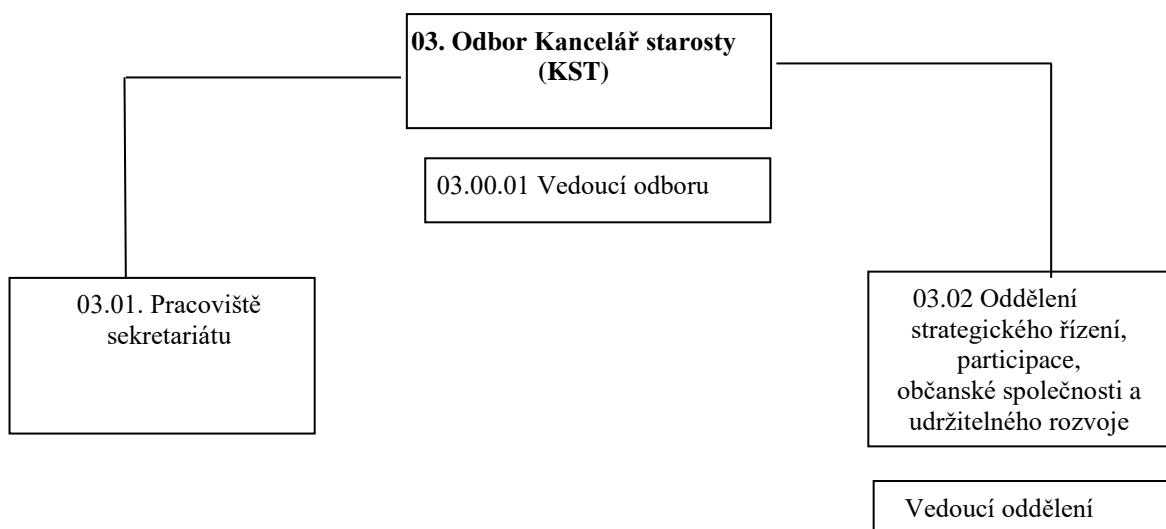 03. Odbor Kancelář starosty
(KST)
03.00.01 Vedoucí odboru
03.01. Pracoviště
sekretariátu
03.02 Oddělení
strategického řízení,
participace,
občanské společnosti a
udržitelného rozvoje
Vedoucí oddělení